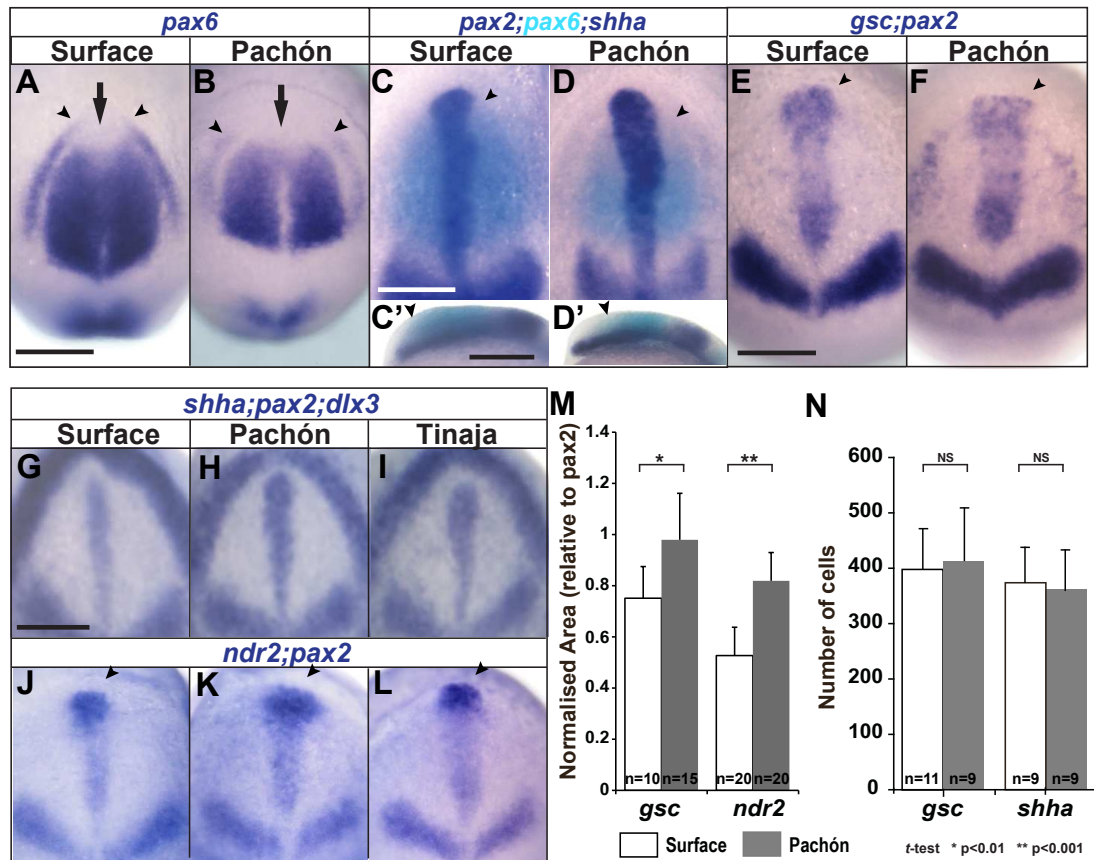 pax6
pax2;pax6;shha
gsc;pax2
Surface
Pachón
Surface
Pachón
Surface
Pachón
A
B
C
D
E
F
C'
D'
shha;pax2;dlx3
Surface
Pachón
Tinaja
G
H
I
ndr2;pax2
J
K
L
M
Normalised Area (relative to pax2)
1.4
1.2
1
0.8
0.6
0.4
0.2
0
*
**
n=10
n=15
n=20
n=20
gsc
ndr2
N
Number of cells
600
500
400
300
200
100
0
NS
NS
n=11
n=9
n=9
n=9
gsc
shha
Surface
Pachón
t-test * p<0.01 ** p<0.001